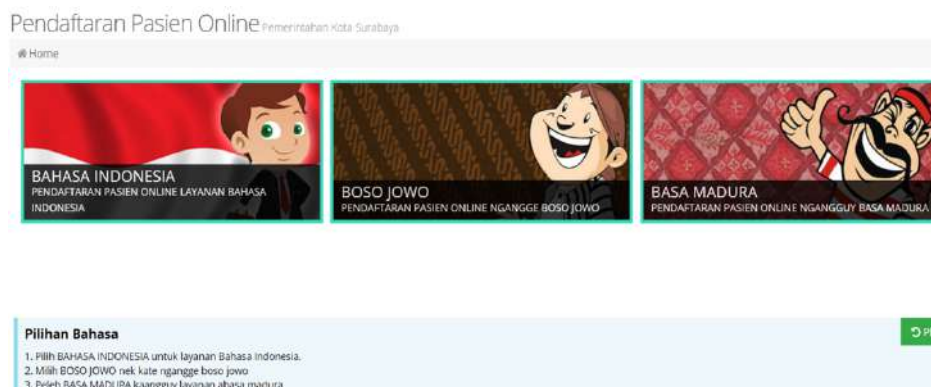 Pendaftaran Pasien Online Pemerintahan Kota Surabaya
Home
BAHASA INDONESIA
PENDAFTARAN PASIEN ONLINE LAYANAN BAHASA
INDONESIA
BOSO JOWO
PENDAFTARAN PASIEN ONLINE NGANGGE BOSO JOWO
BASA MADURA
PENDAFTARAN PASIEN ONLINE NGANGGUY BASA MADURA
Pilihan Bahasa
1. Pilih BAHASA INDONESIA untuk layanan Bahasa Indonesia.
2. Milih BOSO JOWO nek kate ngangge boso jowo
3. Peleh BASA MADURA kaangguy layanan abasa madura